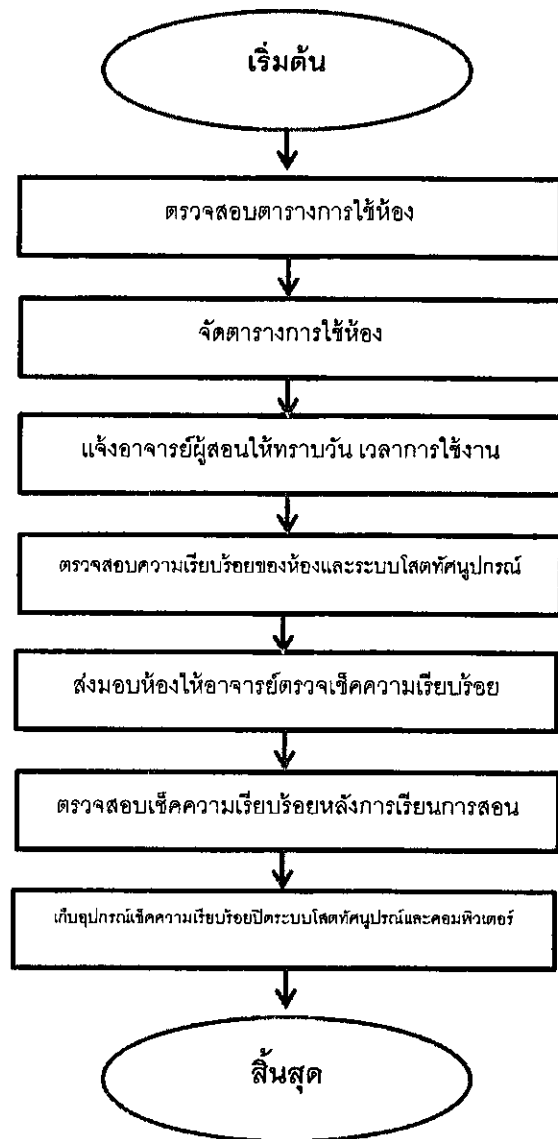 เริ่มต้น
ตรวจสอบตารางการใช้ห้อง
จัดตารางการใช้ห้อง
แจ้งอาจารย์ผู้สอนให้ทราบวัน เวลาการใช้งาน
ตรวจสอบความเรียบร้อยของห้องและระบบโสตทัศนูปกรณ์
ส่งมอบห้องให้อาจารย์ตรวจเช็คความเรียบร้อย
ตรวจสอบเช็คความเรียบร้อยหลังการเรียนการสอน
เก็บอุปกรณ์เช็คความเรียบร้อยปิดระบบโสตทัศนูปรณ์และคอมพิวเตอร์
สิ้นสุด